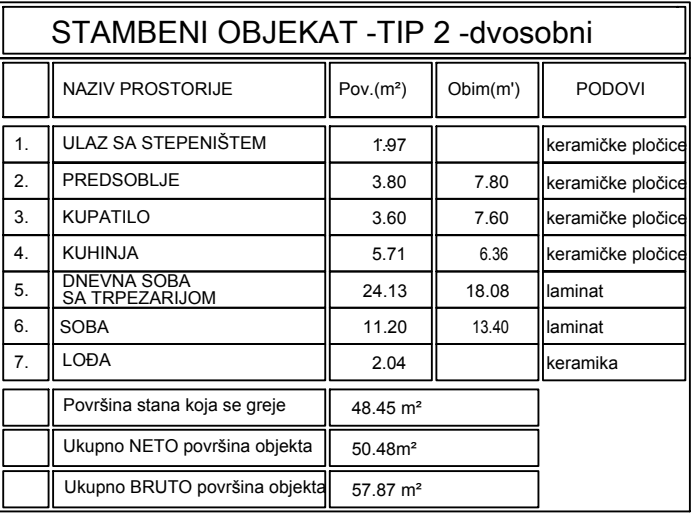 STAMBENI OBJEKAT -TIP 2 -dvosobni
NAZIV PROSTORIJE Pov.(m²) Obim(m') PODOVI
1. ULAZ SA STEPENIŠTEM 1.97 keramičke pločice
2. PREDSOBLJE 3.80 7.80 keramičke pločice
3. KUPATILO 3.60 7.60 keramičke pločice
4. KUHINJA 5.71 6.36 keramičke pločice
5. DNEVNA SOBA
SA TRPEZARIJOM 24.13 18.08 laminat
6. SOBA 11.20 13.40 laminat
7. LOĐA 2.04 keramika
Površina stana koja se greje 48.45 m²
Ukupno NETO površina objekta 50.48m²
Ukupno BRUTO površina objekta 57.87 m²